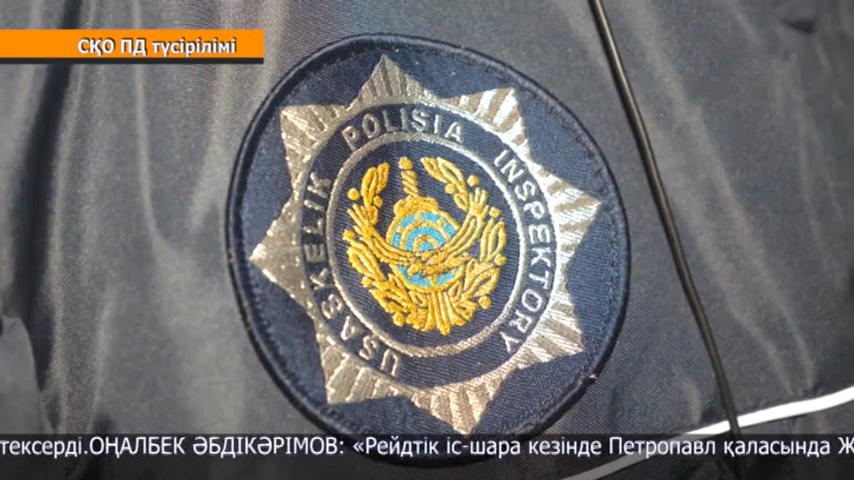 СҚО ПД түсірілімі
USASKELIK POLISIA INSPEKTORY
тексерді.ОҢАЛБЕК ӘБДІКӘРІМОВ: «Рейдтік іс-шара кезінде Петропавл қаласында Ж